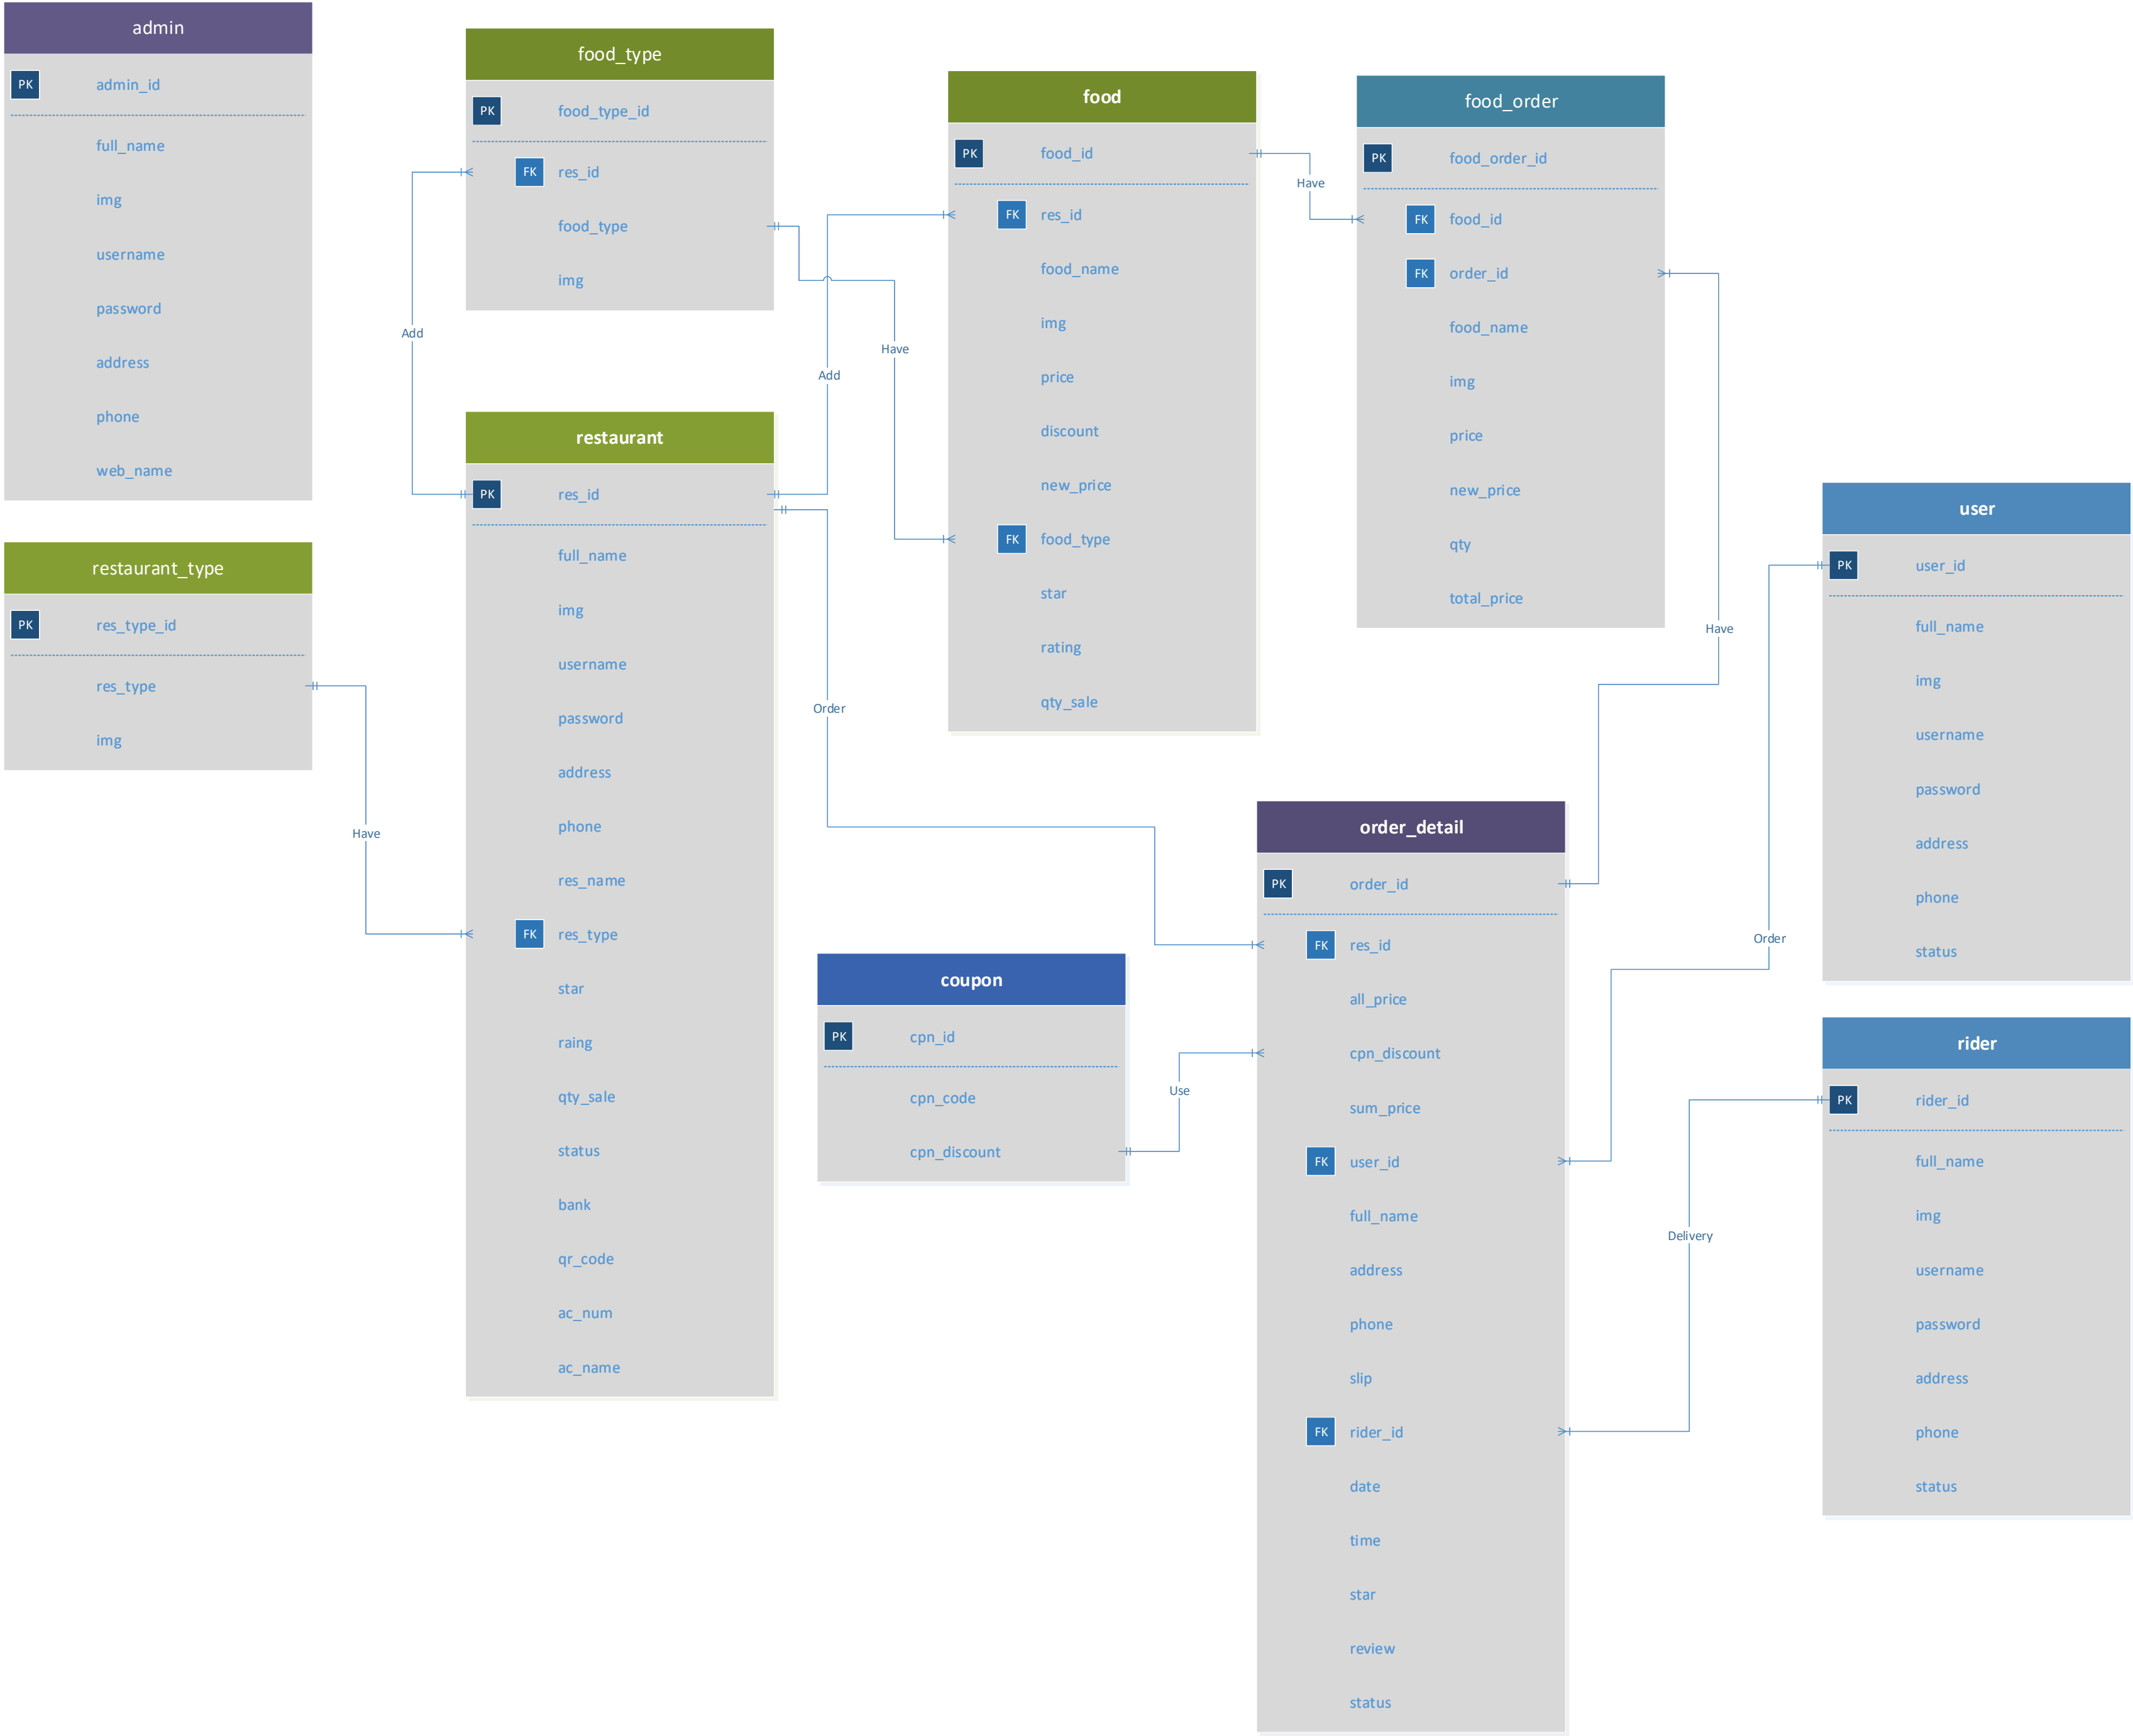 admin
PK admin_id
full_name
img
username
password
address
phone
web_name
restaurant_type
PK res_type_id
res_type
img
Have
Add
food_type
PK food_type_id
FK res_id
food_type
img
restaurant
PK res_id
full_name
img
username
password
address
phone
res_name
FK res_type
star
raing
qty_sale
status
bank
qr_code
ac_num
ac_name
Add
Have
Order
food
PK food_id
FK res_id
food_name
img
price
discount
new_price
FK food_type
star
rating
qty_sale
Have
food_order
PK food_order_id
FK food_id
FK order_id
food_name
img
price
new_price
qty
total_price
Have
coupon
PK cpn_id
cpn_code
cpn_discount
Use
order_detail
PK order_id
FK res_id
all_price
cpn_discount
sum_price
FK user_id
full_name
address
phone
slip
FK rider_id
date
time
star
review
status
Order
Delivery
user
PK user_id
full_name
img
username
password
address
phone
status
rider
PK rider_id
full_name
img
username
password
address
phone
status